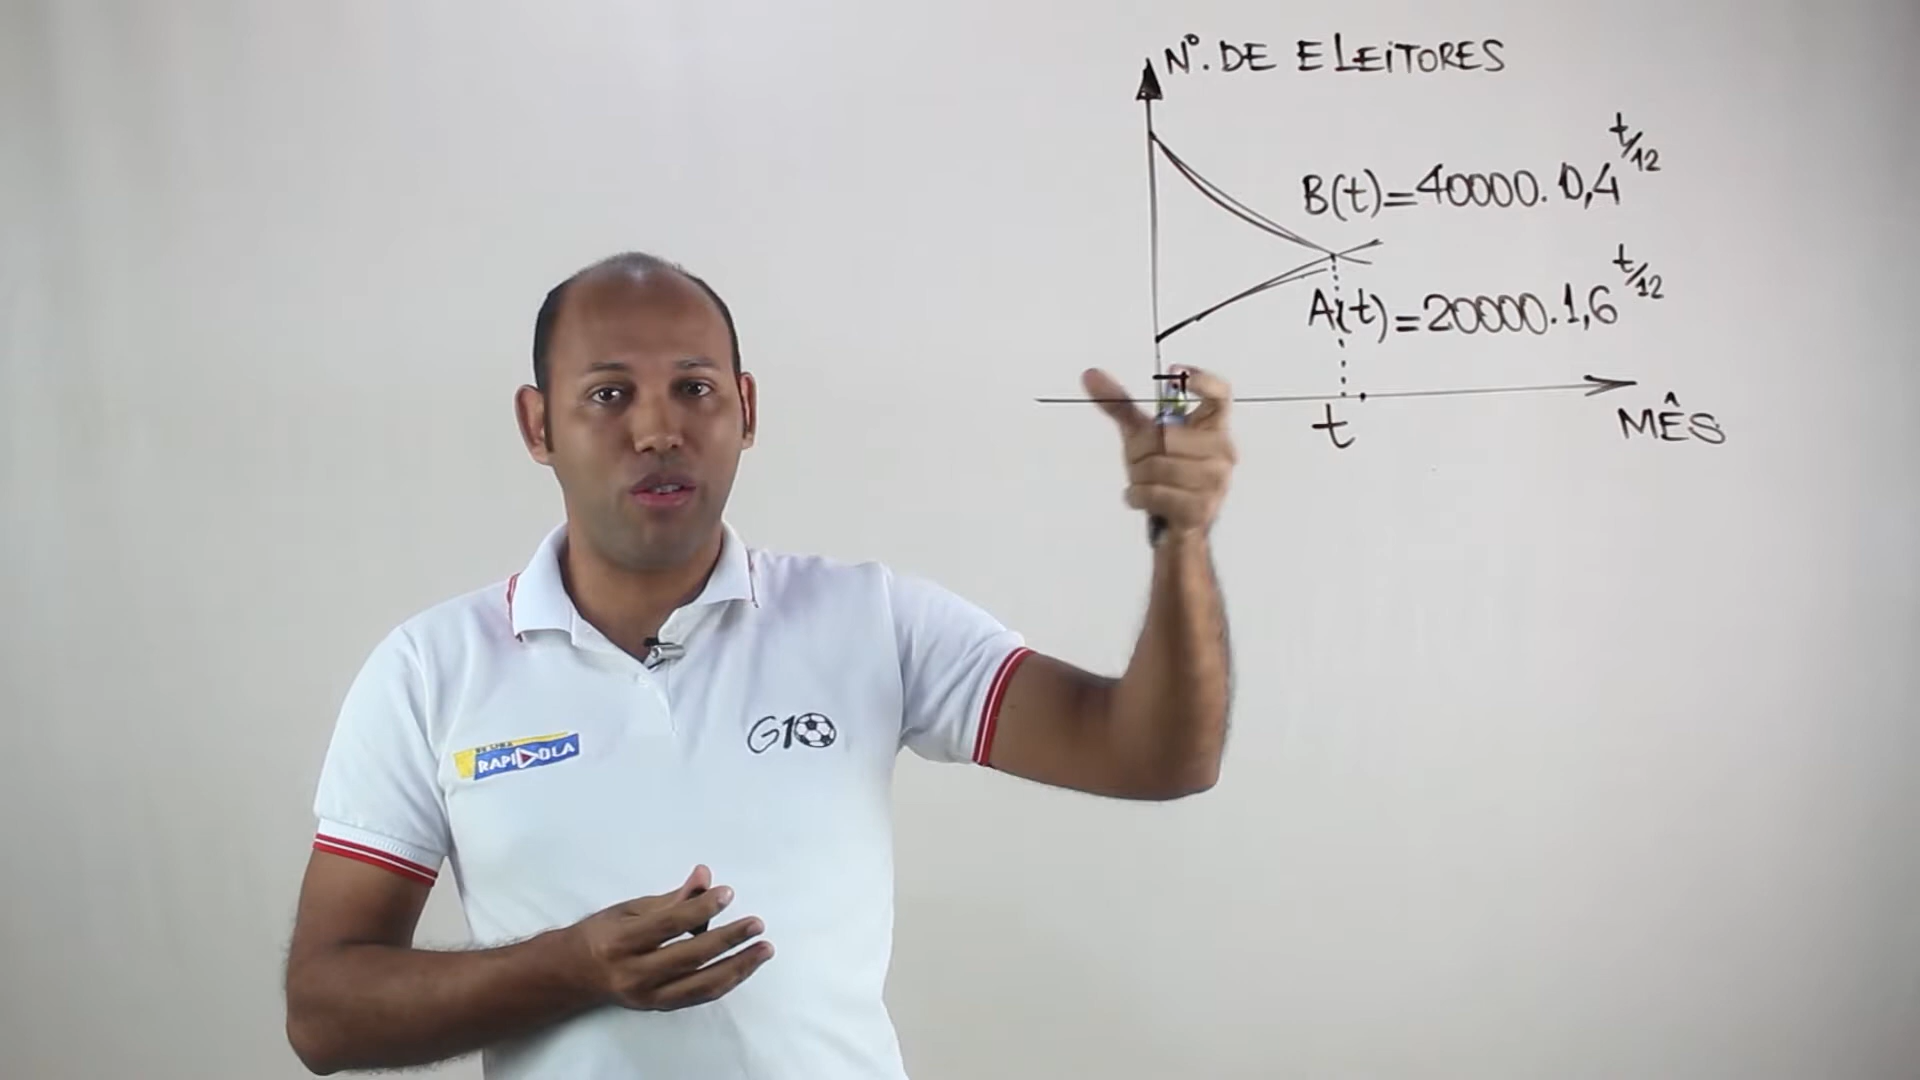 Nº. DE ELEITORES
B(t)=40000.0,4^t/12
A(t)=20000.1,6^t/12
t
MÊS
RAPIDOLA
G10